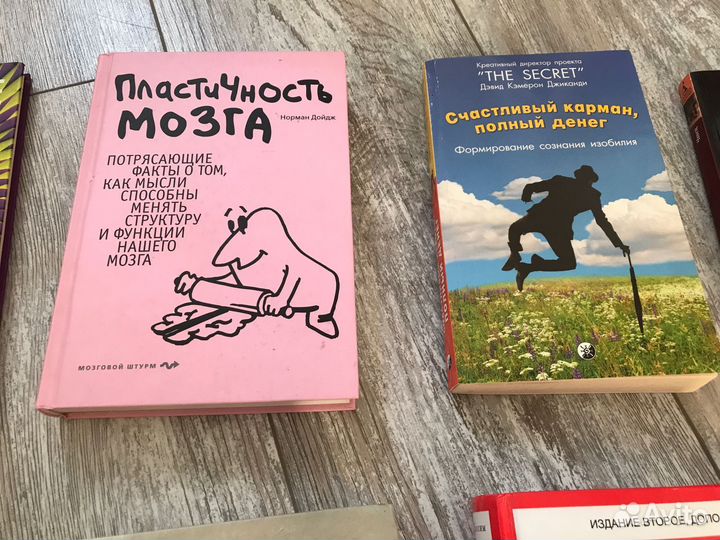 Пластичность
мозга
Норман Дойдж
ПОТРЯСАЮЩИЕ
ФАКТЫ О ТОМ,
КАК МЫСЛИ
СПОСОБНЫ
МЕНЯТЬ
СТРУКТУРУ
И ФУНКЦИИ
НАШЕГО
МОЗГА
МОЗГОВОЙ ШТУРМ
Креативный директор проекта
"THE SECRET"
Дэвид Кэмерон Джиканди
Счастливый карман,
полный денег
Формирование сознания изобилия
ИЗДАНИЕ ВТОРОЕ, ДОПО
Avito